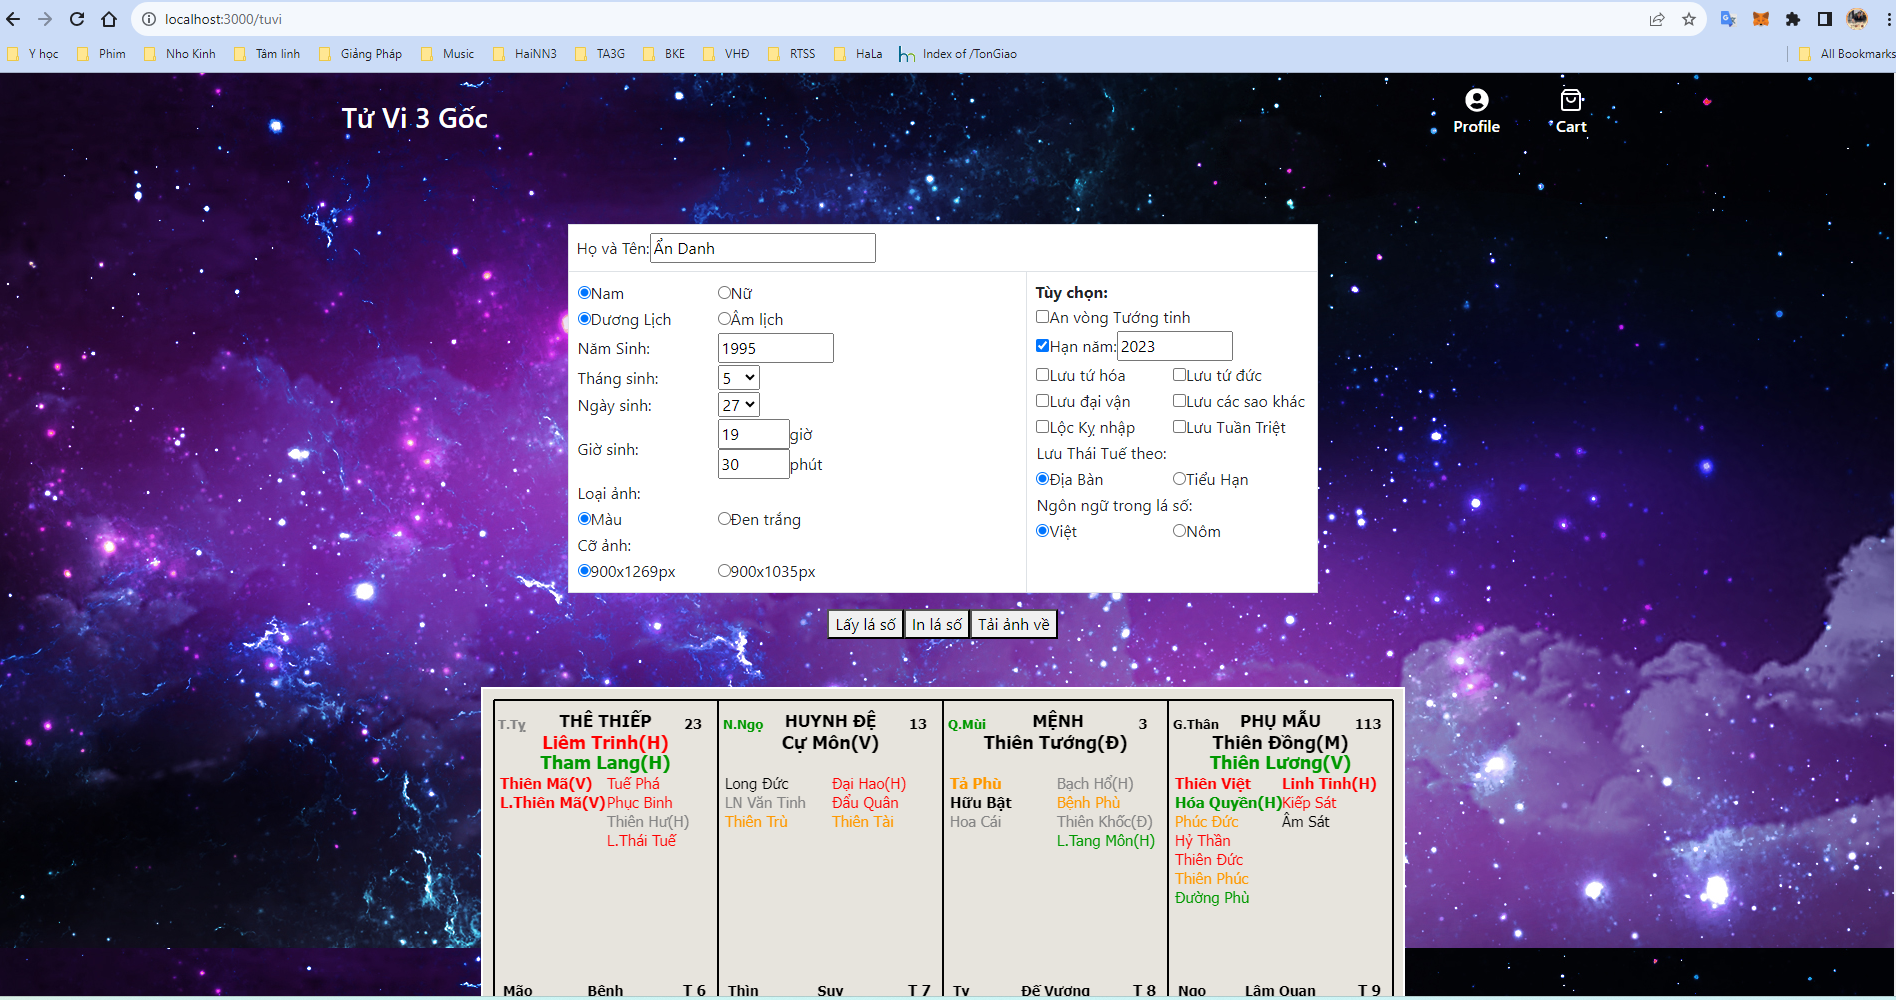 localhost:3000/tuvi
Y học Phim Nho Kinh Tâm linh Giảng Pháp Music HaiNN3 TA3G BKE VHĐ RTSS HaLa Index of /TonGiao All Bookmarks
Tử Vi 3 Gốc
Profile Cart
Họ và Tên: Ẩn Danh
Nam Nữ
Dương Lịch Âm lịch
Năm Sinh: 1995
Tháng sinh: 5
Ngày sinh: 27
Giờ sinh: 19 giờ
30 phút
Loại ảnh:
Màu Đen trắng
Cỡ ảnh:
900x1269px 900x1035px
Tùy chọn:
An vòng Tướng tinh
Hạn năm: 2023
Lưu tứ hóa Lưu tứ đức
Lưu đại vận Lưu các sao khác
Lộc Kỵ nhập Lưu Tuần Triệt
Lưu Thái Tuế theo:
Địa Bàn Tiểu Hạn
Ngôn ngữ trong lá số:
Việt Nôm
Lấy lá số In lá số Tải ảnh về
T.Tỵ THÊ THIẾP 23
Liêm Trinh(H)
Tham Lang(H)
Thiên Mã(V) Tuế Phá
L.Thiên Mã(V) Phục Binh
Thiên Hư(H)
L.Thái Tuế
Mão Bệnh T 6
N.Ngọ HUYNH ĐỆ 13
Cự Môn(V)
Long Đức Đại Hao(H)
LN Văn Tinh Đẩu Quân
Thiên Trù Thiên Tài
Thìn Suy T 7
Q.Mùi MỆNH 3
Thiên Tướng(Đ)
Tả Phù Bạch Hổ(H)
Hữu Bật Bệnh Phù
Hoa Cái Thiên Khốc(Đ)
L.Tang Môn(H)
Tỵ Đế Vượng T 8
G.Thân PHỤ MẪU 113
Thiên Đồng(M)
Thiên Lương(V)
Thiên Việt Linh Tinh(H)
Hóa Quyền(H) Kiếp Sát
Phúc Đức Âm Sát
Hỷ Thần
Thiên Đức
Thiên Phúc
Đường Phù
Ngọ Lâm Quan T 9